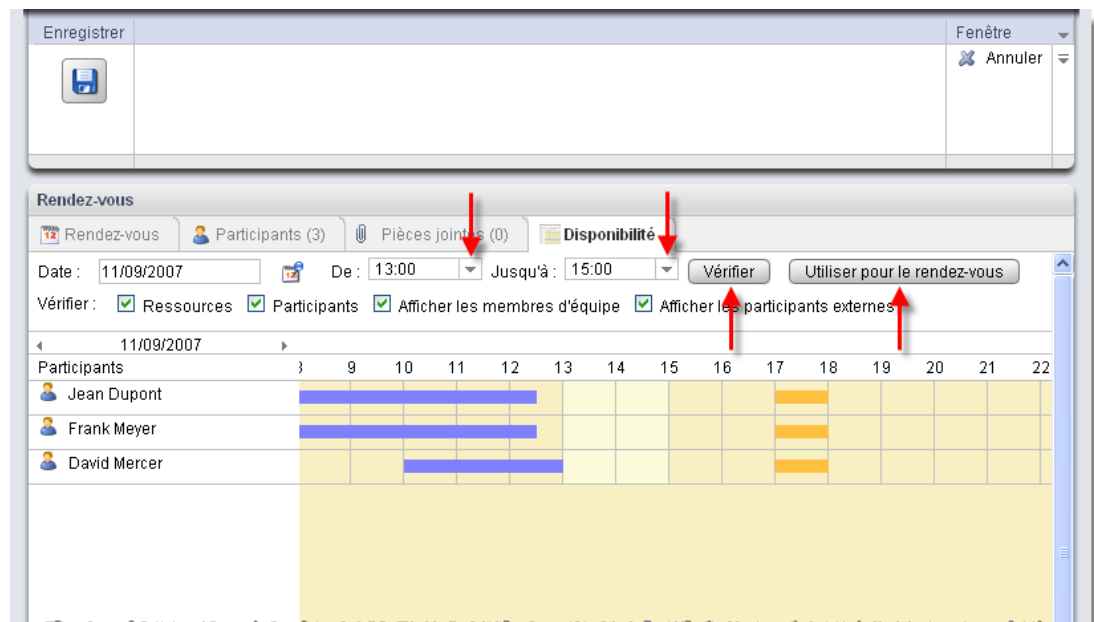 Enregistrer Fenêtre
Annuler
Rendez-vous
12 Rendez-vous Participants (3) Pièces jointes (0) Disponibilité
Date : 11/09/2007 De : 13:00 Jusqu'à : 15:00 Vérifier Utiliser pour le rendez-vous
Vérifier : Ressources Participants Afficher les membres d'équipe Afficher les participants externes
11/09/2007
Participants 9 10 11 12 13 14 15 16 17 18 19 20 21 22
Jean Dupont
Frank Meyer
David Mercer